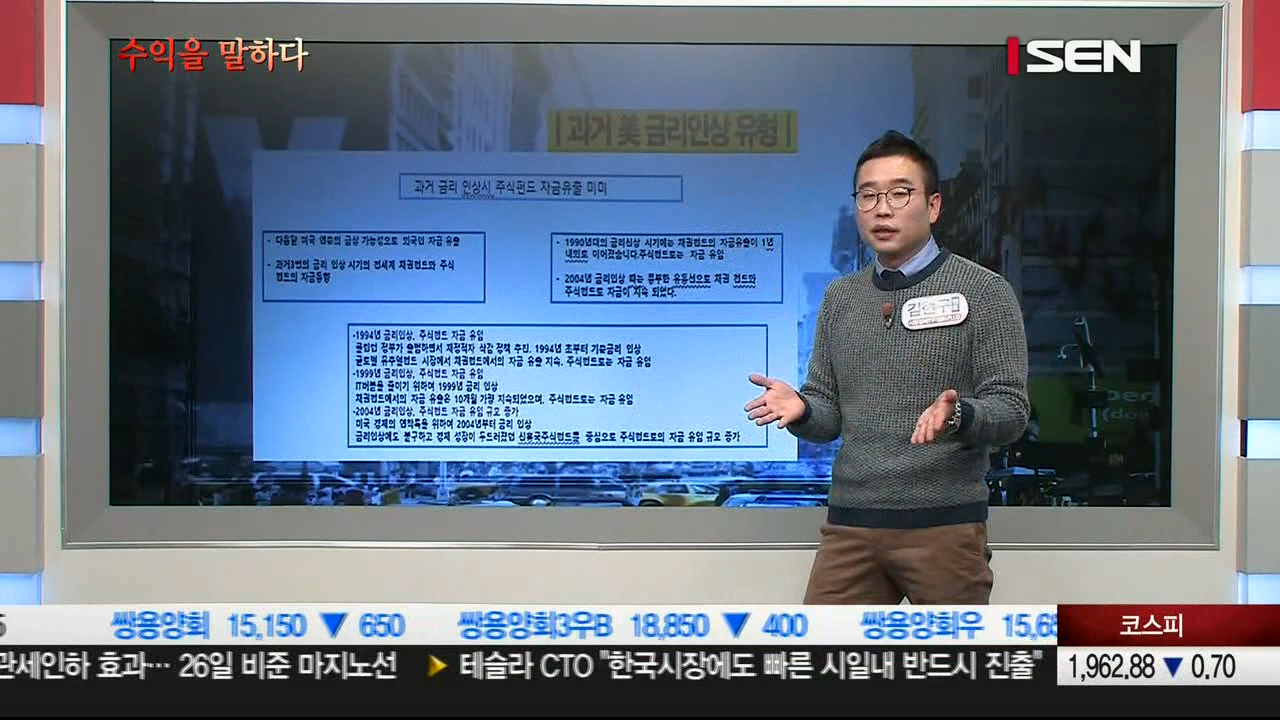 수익을 말하다
SEN
| 과거 美 금리인상 유형 |
과거 금리 인상시 주식펀드 자금유출 미미
- 다음달 미국 연준의 금상 가능성으로 외국인 자금 유출
- 과거3번의 금리 인상 시기의 전세계 채권펀드와 주식
펀드의 자금동향
- 1990년대의 금리인상 시기에는 채권펀드의 자금유출이 1년
내외로 이어졌습니다.주식펀드로는 자금 유입
- 2004년 금리인상 때는 풍부한 유동성으로 채권 펀드와
주식펀드로 자금이 지속 되었다.
-1994년 금리인상, 주식펀드 자금 유입
클린턴 정부가 출범하면서 재정적자 삭감 정책 추진, 1994년 초부터 기준금리 인상
글로벌 뮤추얼펀드 시장에서 채권펀드에서의 자금 유출 지속, 주식펀드로는 자금 유입
-1999년 금리인상, 주식펀드 자금 유입
IT버블을 줄이기 위하여 1999년 금리 인상
채권펀드에서의 자금 유출은 10개월 가량 지속되었으며, 주식펀드로는 자금 유입
-2004년 금리인상, 주식펀드 자금 유입 규모 증가
미국 경제의 연착륙을 위하여 2004년부터 금리 인상
금리인상에도 불구하고 경제 성장이 두드러졌던 신흥국주식펀드를 중심으로 주식펀드로의 자금 유입 규모 증가
쌍용양회 15,150 ▼ 650 쌍용양회3우B 18,850 ▼ 400 쌍용양회우 15,65
코스피
관세인하 효과… 26일 비준 마지노선 ▶ 테슬라 CTO "한국시장에도 빠른 시일내 반드시 진출"
1,962.88 ▼ 0.70